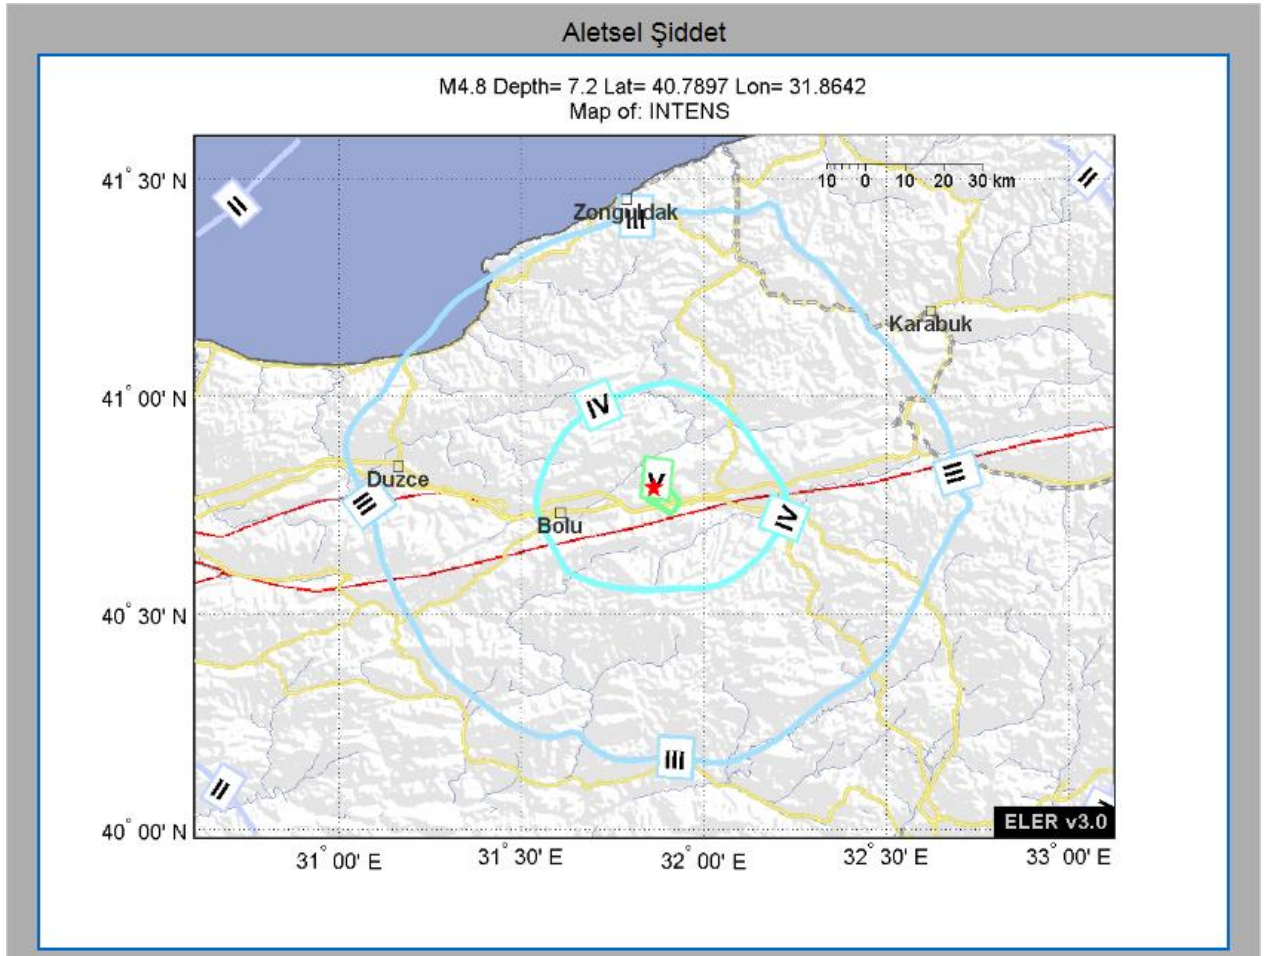 Aletsel Şiddet
M4.8 Depth= 7.2 Lat= 40.7897 Lon= 31.8642
Map of: INTENS
41° 30' N
II
II
10 0 10 20 30 km
Zonguldak
III
Karabuk
41° 00' N
IV
Duzce
V
III
III
Bolu
IV
40° 30' N
III
II
40° 00' N
ELER v3.0
31° 00' E
31° 30' E
32° 00' E
32° 30' E
33° 00' E